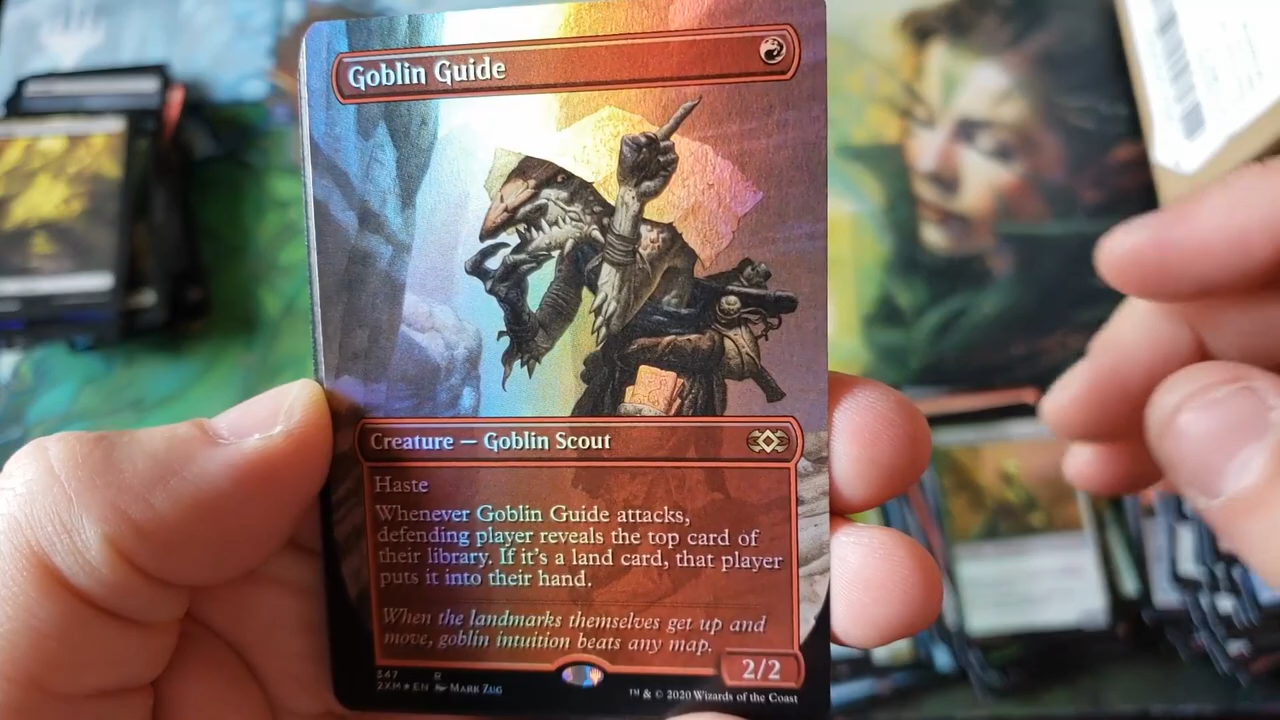 Goblin Guide
Creature — Goblin Scout
Haste
Whenever Goblin Guide attacks,
defending player reveals the top card of
their library. If it's a land card, that player
puts it into their hand.
When the landmarks themselves get up and
move, goblin intuition beats any map.
2/2
347 R
2XM ★ EN Mark Zug
™ & © 2020 Wizards of the Coast